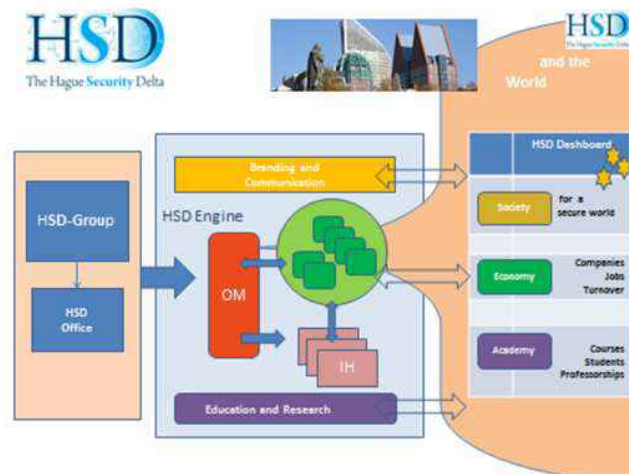 HSD
The Hague Security Delta
HSD
The Hague Security Delta
and the
World
HSD-Group
HSD
Office
HSD Engine
Branding and
Communication
OM
IH
Education and Research
HSD Dashboard
Society
for a
secure world
Economy
Companies
Jobs
Turnover
Academy
Courses
Students
Professorships